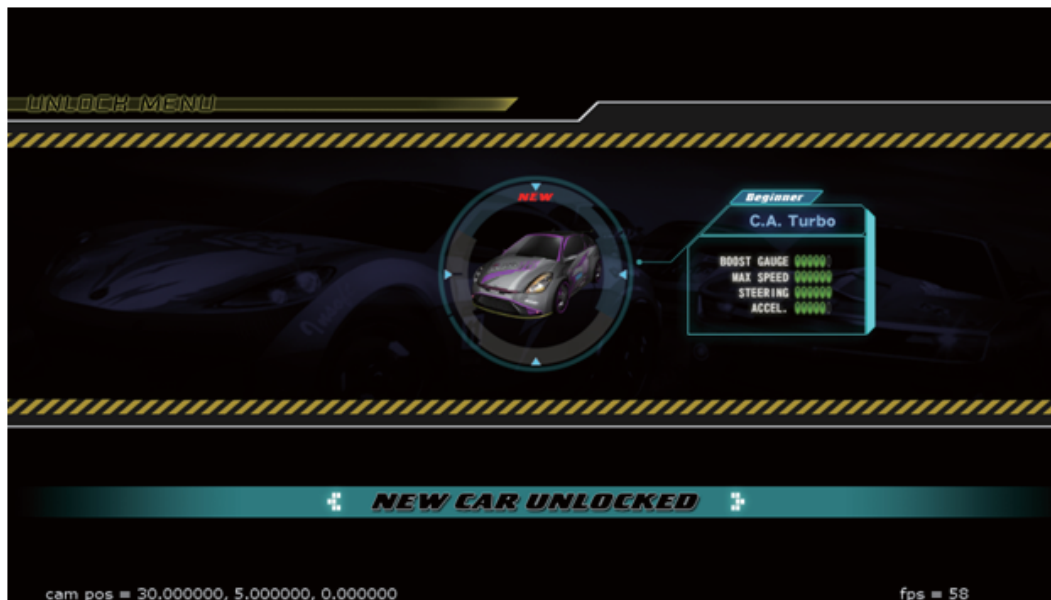 UNLOCK MENU
NEW
Beginner
C.A. Turbo
BOOST GAUGE
MAX SPEED
STEERING
ACCEL.
NEW CAR UNLOCKED
cam pos = 30.000000, 5.000000, 0.000000
fps = 58